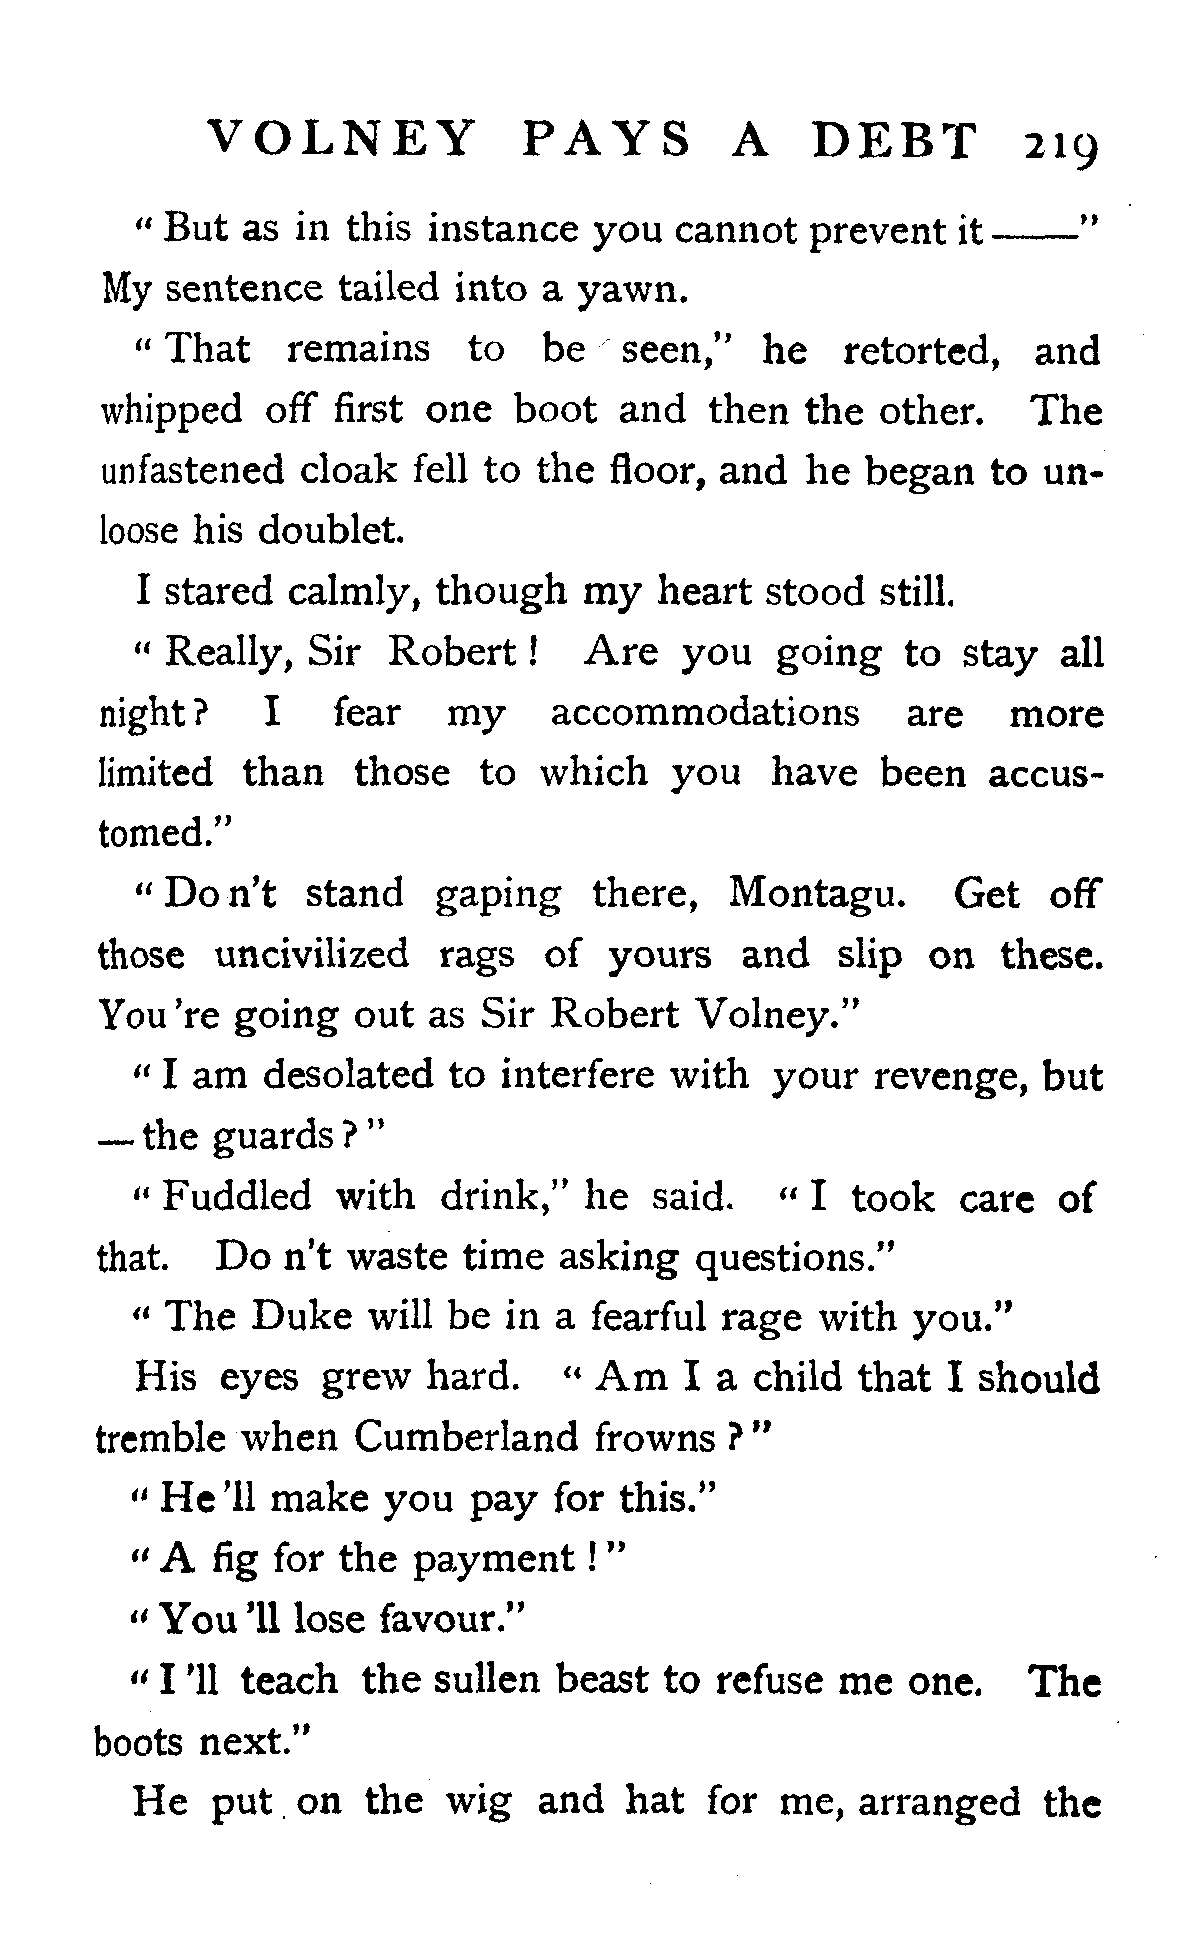 VOLNEY PAYS A DEBT 219
“ But as in this instance you cannot prevent it——”
My sentence tailed into a yawn.
“ That remains to be seen,” he retorted, and
whipped off first one boot and then the other. The
unfastened cloak fell to the floor, and he began to un-
loose his doublet.
I stared calmly, though my heart stood still.
“ Really, Sir Robert ! Are you going to stay all
night ? I fear my accommodations are more
limited than those to which you have been accus-
tomed.”
“ Do n’t stand gaping there, Montagu. Get off
those uncivilized rags of yours and slip on these.
You ’re going out as Sir Robert Volney.”
“ I am desolated to interfere with your revenge, but
— the guards ? ”
“ Fuddled with drink,” he said. “ I took care of
that. Do n’t waste time asking questions.”
“ The Duke will be in a fearful rage with you.”
His eyes grew hard. “ Am I a child that I should
tremble when Cumberland frowns ? ”
“ He ’ll make you pay for this.”
“ A fig for the payment ! ”
“ You ’ll lose favour.”
“ I ’ll teach the sullen beast to refuse me one. The
boots next.”
He put on the wig and hat for me, arranged the